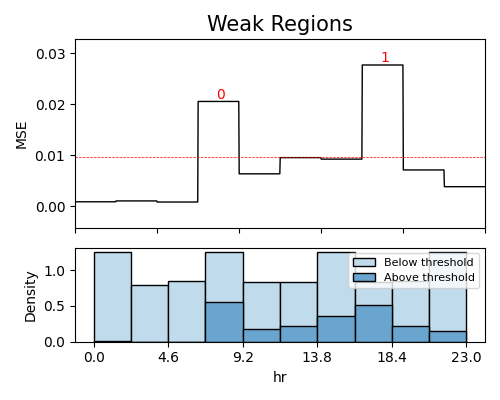 Weak Regions
0.03
0.02
0.01
0.00
MSE
0
1
1.0
0.5
0.0
Density
Below threshold
Above threshold
0.0 4.6 9.2 13.8 18.4 23.0
hr